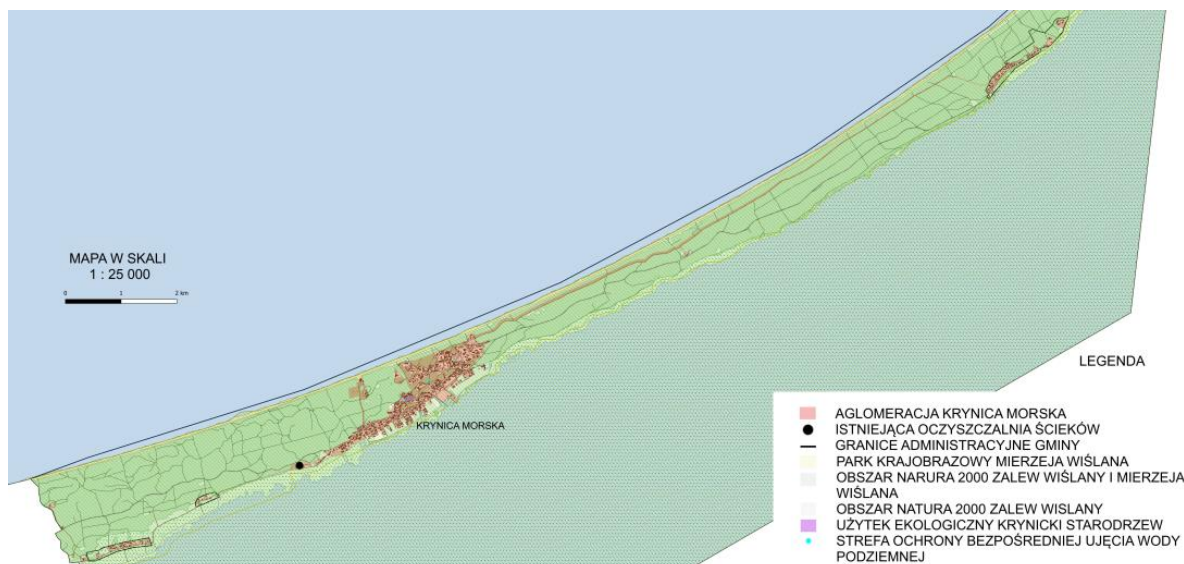 MAPA W SKALI
1 : 25 000
0 1 2 km
KRYNICA MORSKA
LEGENDA
AGLOMERACJA KRYNICA MORSKA
ISTNIEJĄCA OCZYSZCZALNIA ŚCIEKÓW
GRANICE ADMINISTRACYJNE GMINY
PARK KRAJOBRAZOWY MIERZEJA WIŚLANA
OBSZAR NARURA 2000 ZALEW WIŚLANY I MIERZEJA
WIŚLANA
OBSZAR NATURA 2000 ZALEW WISLANY
UŻYTEK EKOLOGICZNY KRYNICKI STARODRZEW
STREFA OCHRONY BEZPOŚREDNIEJ UJĘCIA WODY
PODZIEMNEJ